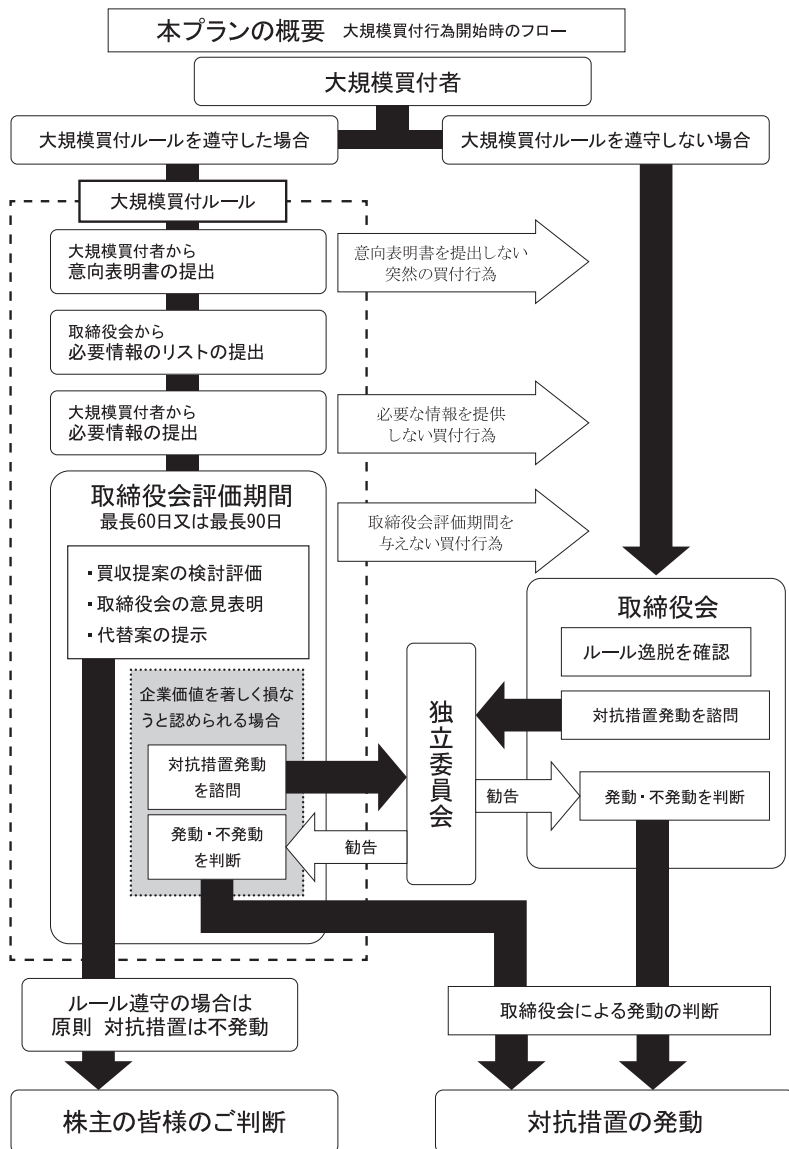 本プランの概要 大規模買付行為開始時のフロー
大規模買付者
大規模買付ルールを遵守した場合
大規模買付ルールを遵守しない場合
大規模買付ルール
大規模買付者から
意向表明書の提出
意向表明書を提出しない
突然の買付行為
取締役会から
必要情報のリストの提出
大規模買付者から
必要情報の提出
必要な情報を提供
しない買付行為
取締役会評価期間
最長60日又は最長90日
取締役会評価期間を
与えない買付行為
・買収提案の検討評価
・取締役会の意見表明
・代替案の提示
企業価値を著しく損な
うと認められる場合
対抗措置発動
を諮問
発動・不発動
を判断
独立委員会
勧告
勧告
取締役会
ルール逸脱を確認
対抗措置発動を諮問
発動・不発動を判断
ルール遵守の場合は
原則 対抗措置は不発動
取締役会による発動の判断
株主の皆様のご判断
対抗措置の発動